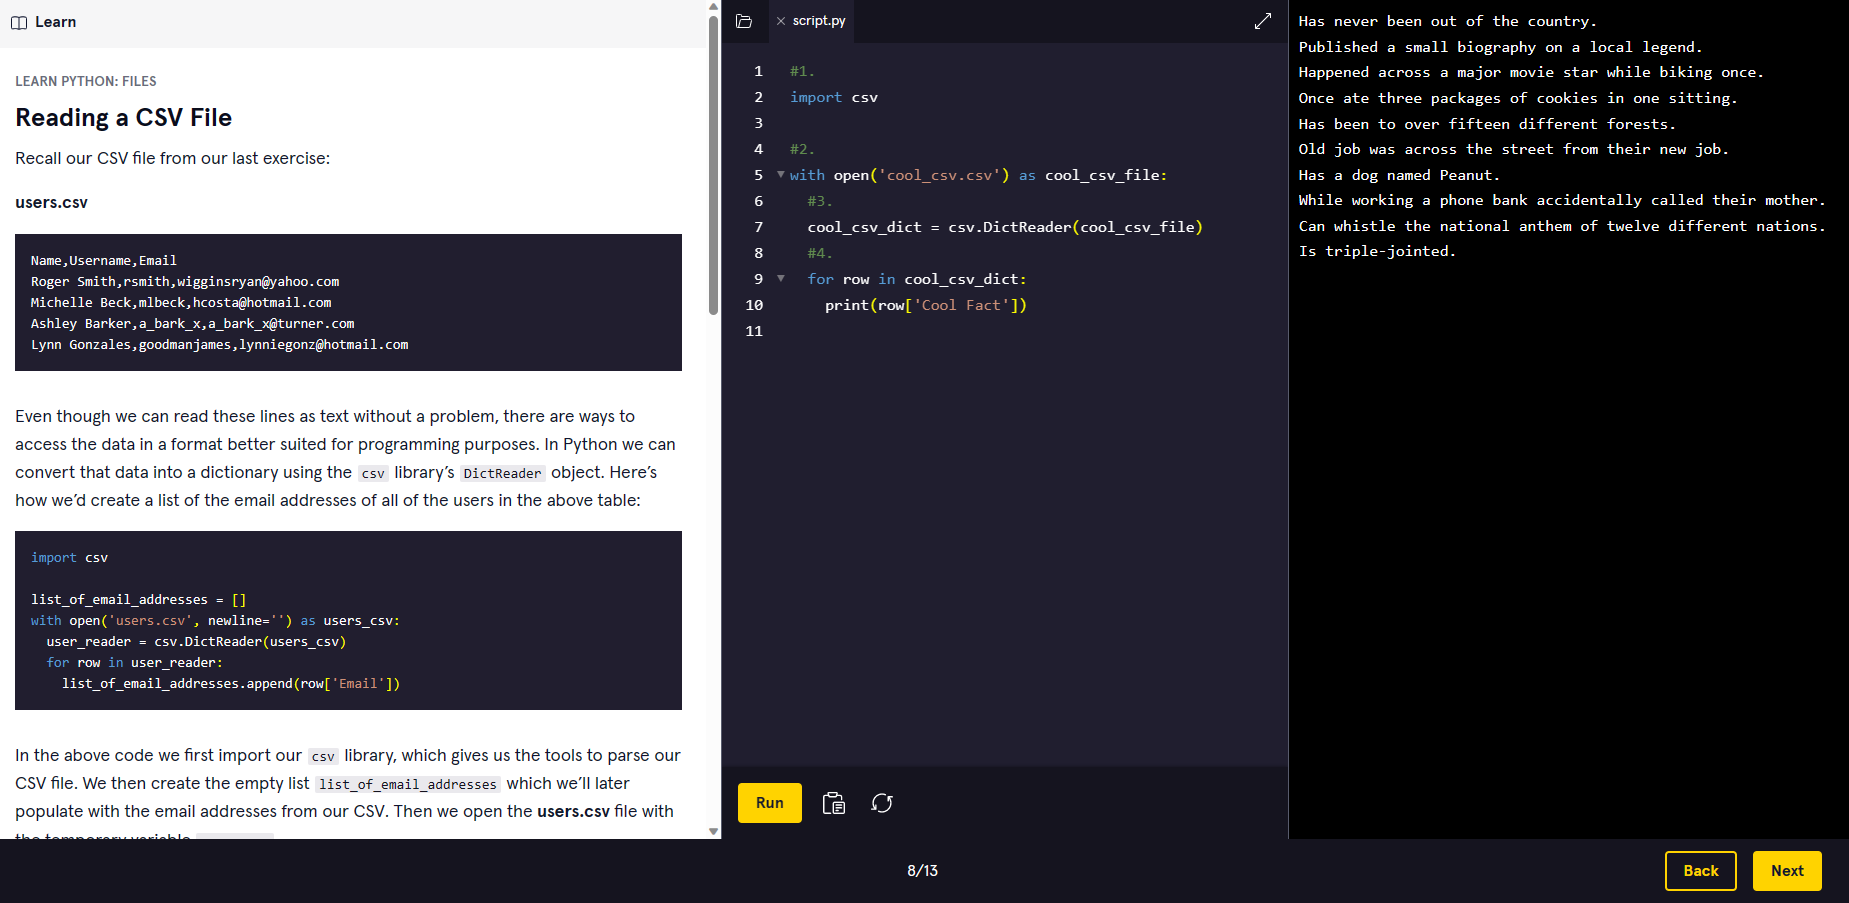 Learn
LEARN PYTHON: FILES
Reading a CSV File
Recall our CSV file from our last exercise:
users.csv
Name,Username,Email
Roger Smith,rsmith,wigginsryan@yahoo.com
Michelle Beck,mlbeck,hcosta@hotmail.com
Ashley Barker,a_bark_x,a_bark_x@turner.com
Lynn Gonzales,goodmanjames,lynniegonz@hotmail.com
Even though we can read these lines as text without a problem, there are ways to
access the data in a format better suited for programming purposes. In Python we can
convert that data into a dictionary using the csv library’s DictReader object. Here’s
how we’d create a list of the email addresses of all of the users in the above table:
import csv
list_of_email_addresses = []
with open('users.csv', newline='') as users_csv:
  user_reader = csv.DictReader(users_csv)
  for row in user_reader:
    list_of_email_addresses.append(row['Email'])
In the above code we first import our csv library, which gives us the tools to parse our
CSV file. We then create the empty list list_of_email_addresses which we’ll later
populate with the email addresses from our CSV. Then we open the users.csv file with
the temporary variable
script.py
1 #1.
2 import csv
3
4 #2.
5 with open('cool_csv.csv') as cool_csv_file:
6   #3.
7   cool_csv_dict = csv.DictReader(cool_csv_file)
8   #4.
9   for row in cool_csv_dict:
10     print(row['Cool Fact'])
11
Run
Has never been out of the country.
Published a small biography on a local legend.
Happened across a major movie star while biking once.
Once ate three packages of cookies in one sitting.
Has been to over fifteen different forests.
Old job was across the street from their new job.
Has a dog named Peanut.
While working a phone bank accidentally called their mother.
Can whistle the national anthem of twelve different nations.
Is triple-jointed.
8/13
Back
Next